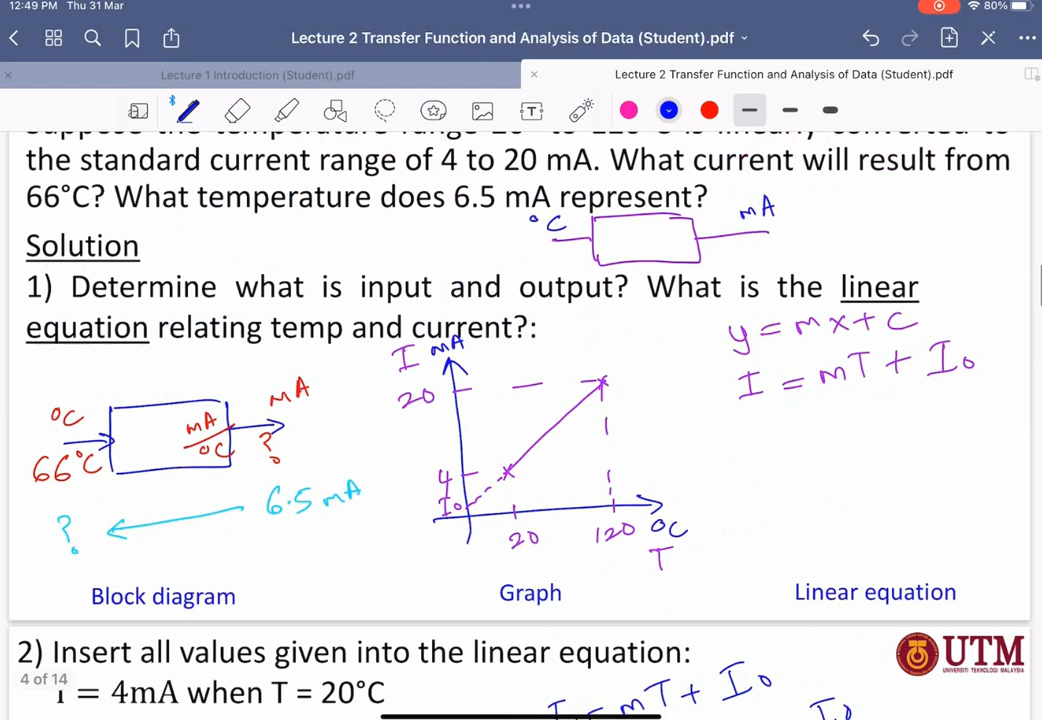 12:49 PM Thu 31 Mar
80%
Lecture 2 Transfer Function and Analysis of Data (Student).pdf
Lecture 1 Introduction (Student).pdf
Lecture 2 Transfer Function and Analysis of Data (Student).pdf
the standard current range of 4 to 20 mA. What current will result from
66°C? What temperature does 6.5 mA represent?
°C mA
Solution
1) Determine what is input and output? What is the linear
equation relating temp and current?:
y = mx + C
I = mT + I₀
I mA
20
4
I₀
20 120 °C
T
°C
66°C
mA/°C
mA
?
6.5 mA
?
Block diagram
Graph
Linear equation
2) Insert all values given into the linear equation:
UTM
UNIVERSITI TEKNOLOGI MALAYSIA
4 of 14
I = 4mA when T = 20°C
I = mT + I₀
I₀